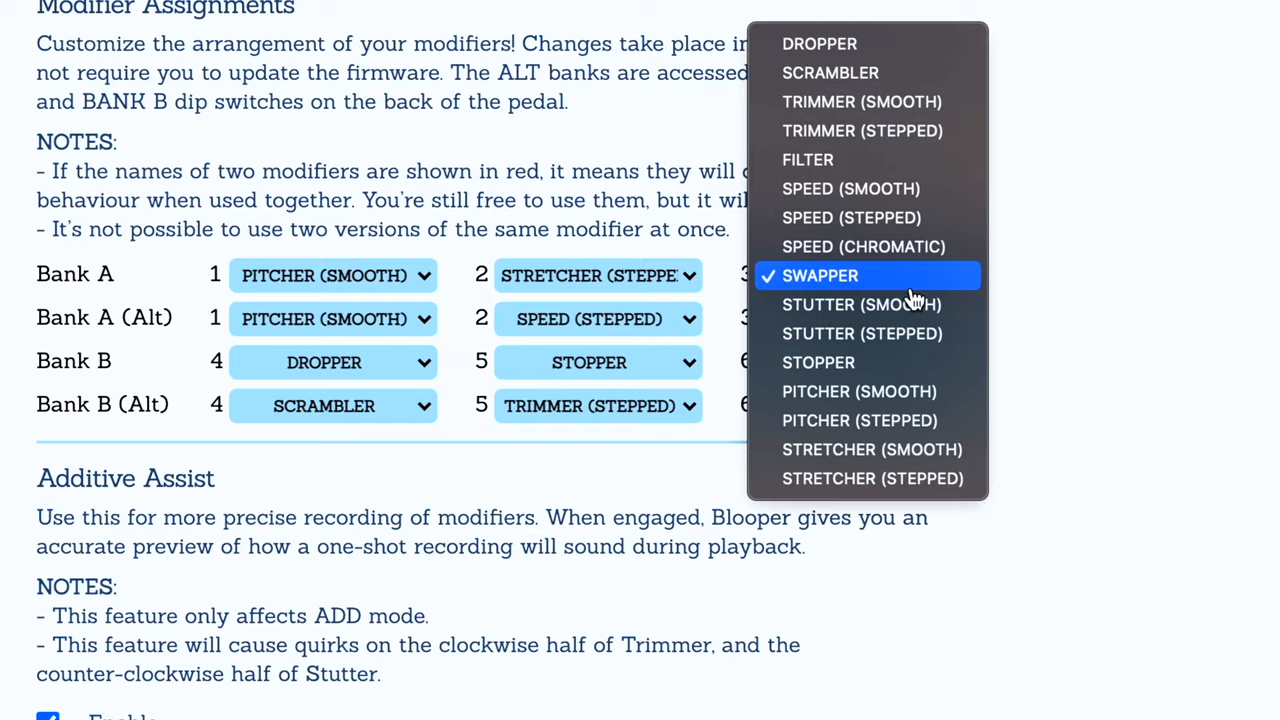 Modifier Assignments
Customize the arrangement of your modifiers! Changes take place in
not require you to update the firmware. The ALT banks are accessed
and BANK B dip switches on the back of the pedal.
NOTES:
- If the names of two modifiers are shown in red, it means they will
behaviour when used together. You're still free to use them, but it wil
- It's not possible to use two versions of the same modifier at once.
Bank A 1 PITCHER (SMOOTH) 2 STRETCHER (STEPPE 3
Bank A (Alt) 1 PITCHER (SMOOTH) 2 SPEED (STEPPED) 3
Bank B 4 DROPPER 5 STOPPER 6
Bank B (Alt) 4 SCRAMBLER 5 TRIMMER (STEPPED) 6
DROPPER
SCRAMBLER
TRIMMER (SMOOTH)
TRIMMER (STEPPED)
FILTER
SPEED (SMOOTH)
SPEED (STEPPED)
SPEED (CHROMATIC)
✓ SWAPPER
STUTTER (SMOOTH)
STUTTER (STEPPED)
STOPPER
PITCHER (SMOOTH)
PITCHER (STEPPED)
STRETCHER (SMOOTH)
STRETCHER (STEPPED)
Additive Assist
Use this for more precise recording of modifiers. When engaged, Blooper gives you an
accurate preview of how a one-shot recording will sound during playback.
NOTES:
- This feature only affects ADD mode.
- This feature will cause quirks on the clockwise half of Trimmer, and the
counter-clockwise half of Stutter.
Enable